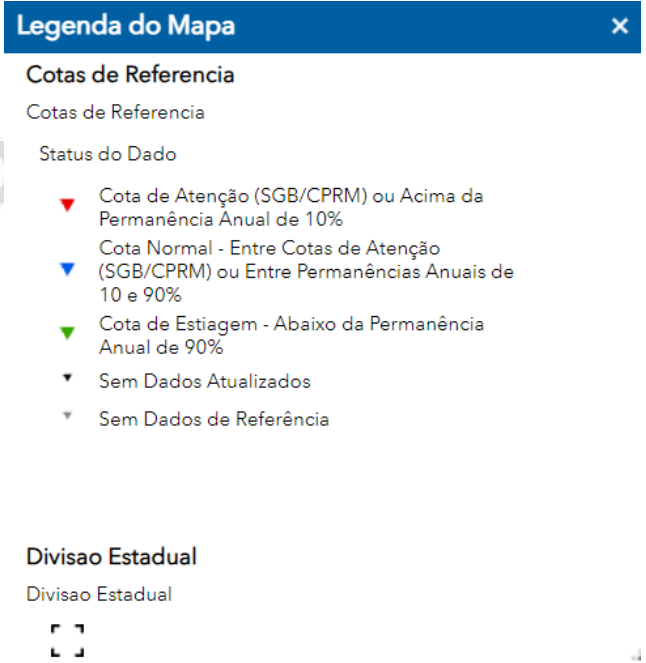 Legenda do Mapa
Cotas de Referencia
Cotas de Referencia
Status do Dado
Cota de Atenção (SGB/CPRM) ou Acima da
Permanência Anual de 10%
Cota Normal - Entre Cotas de Atenção
(SGB/CPRM) ou Entre Permanências Anuais de
10 e 90%
Cota de Estiagem - Abaixo da Permanência
Anual de 90%
Sem Dados Atualizados
Sem Dados de Referência
Divisao Estadual
Divisao Estadual